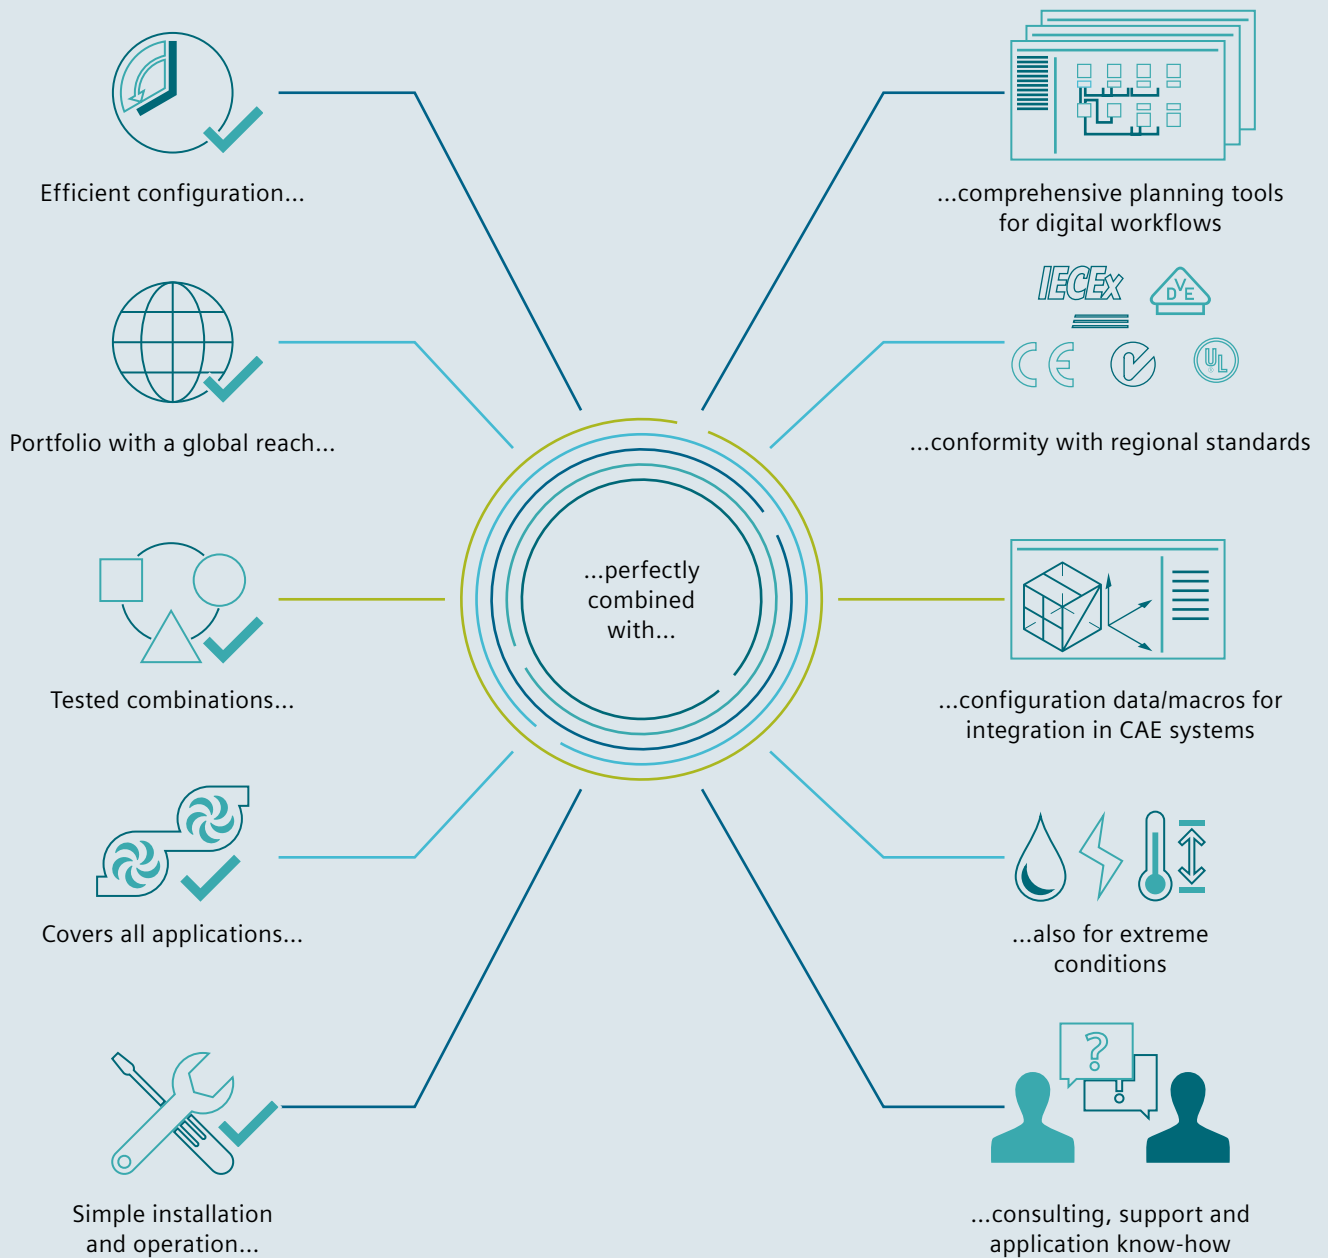 Efficient configuration...
...comprehensive planning tools
for digital workflows
IECEx
DVE
CE
UL
Portfolio with a global reach...
...conformity with regional standards
...perfectly
combined
with...
Tested combinations...
...configuration data/macros for
integration in CAE systems
Covers all applications...
...also for extreme
conditions
?
!
Simple installation
and operation...
...consulting, support and
application know-how